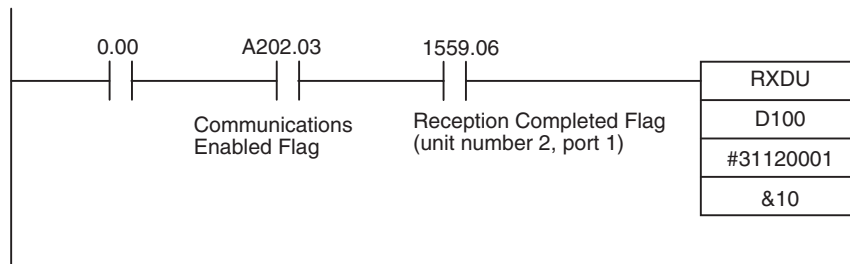 0.00
A202.03
1559.06
RXDU
D100
#31120001
&10
Communications
Enabled Flag
Reception Completed Flag
(unit number 2, port 1)